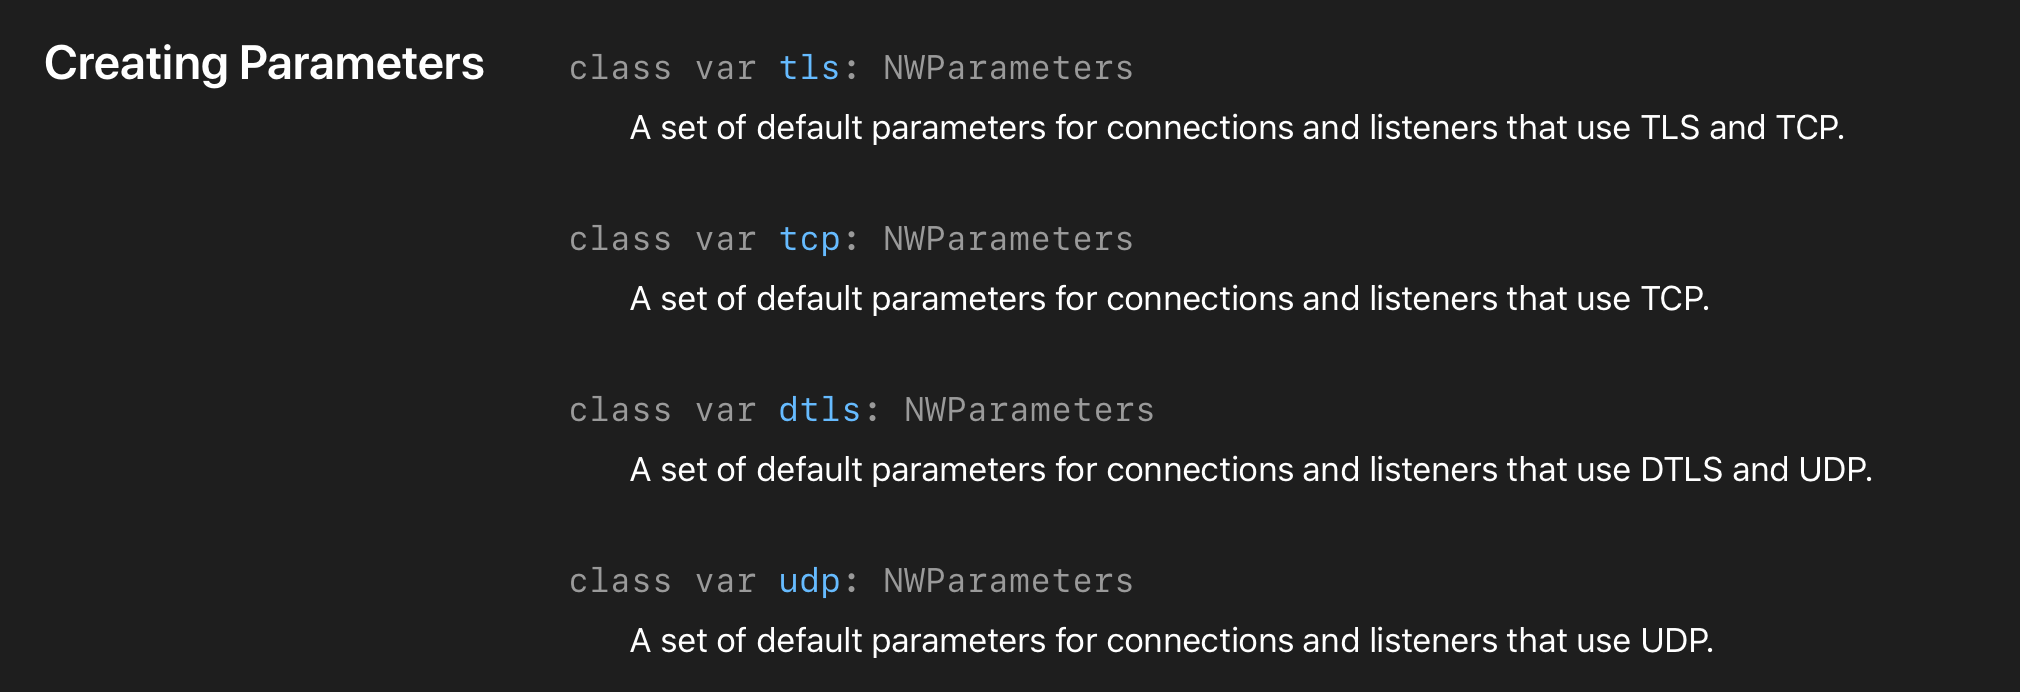 Creating Parameters
class var tls: NWParameters
A set of default parameters for connections and listeners that use TLS and TCP.
class var tcp: NWParameters
A set of default parameters for connections and listeners that use TCP.
class var dtls: NWParameters
A set of default parameters for connections and listeners that use DTLS and UDP.
class var udp: NWParameters
A set of default parameters for connections and listeners that use UDP.